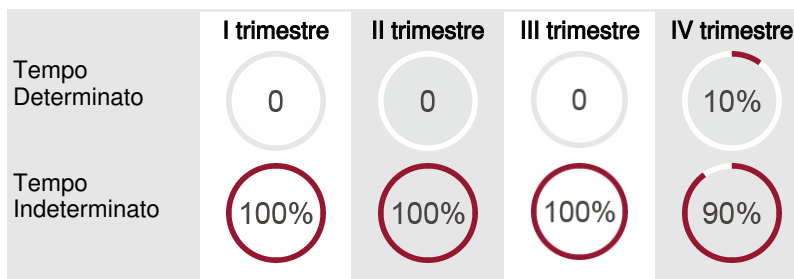 I trimestre II trimestre III trimestre IV trimestre
Tempo
Determinato
0 0 0 10%
Tempo
Indeterminato
100% 100% 100% 90%